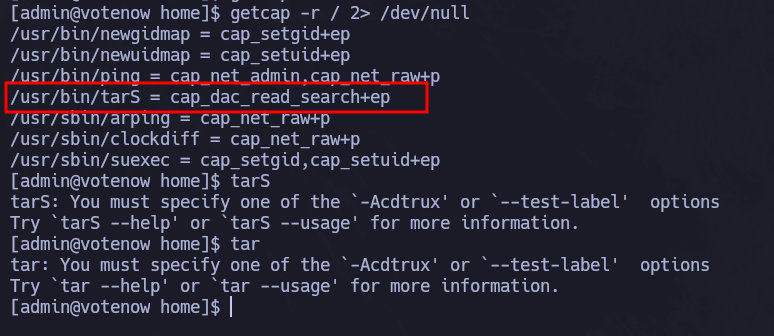 [admin@votenow home]$ getcap -r / 2> /dev/null
/usr/bin/newgidmap = cap_setgid+ep
/usr/bin/newuidmap = cap_setuid+ep
/usr/bin/ping = cap_net_admin,cap_net_raw+p
/usr/bin/tarS = cap_dac_read_search+ep
/usr/sbin/arping = cap_net_raw+p
/usr/sbin/clockdiff = cap_net_raw+p
/usr/sbin/suexec = cap_setgid,cap_setuid+ep
[admin@votenow home]$ tarS
tarS: You must specify one of the `-Acdtrux' or `--test-label'  options
Try `tarS --help' or `tarS --usage' for more information.
[admin@votenow home]$ tar
tar: You must specify one of the `-Acdtrux' or `--test-label'  options
Try `tar --help' or `tar --usage' for more information.
[admin@votenow home]$